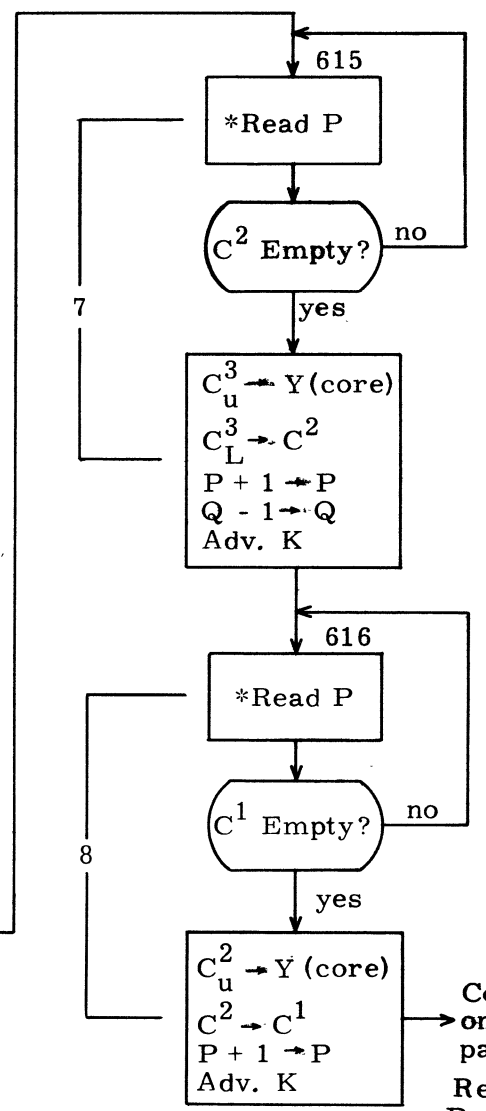 615
*Read P
C² Empty?
no
yes
7
C³u → Y (core)
C³L → C²
P + 1 → P
Q - 1 → Q
Adv. K
616
*Read P
C¹ Empty?
no
8
yes
C²u → Y (core)
C² → C¹
P + 1 → P
Adv. K